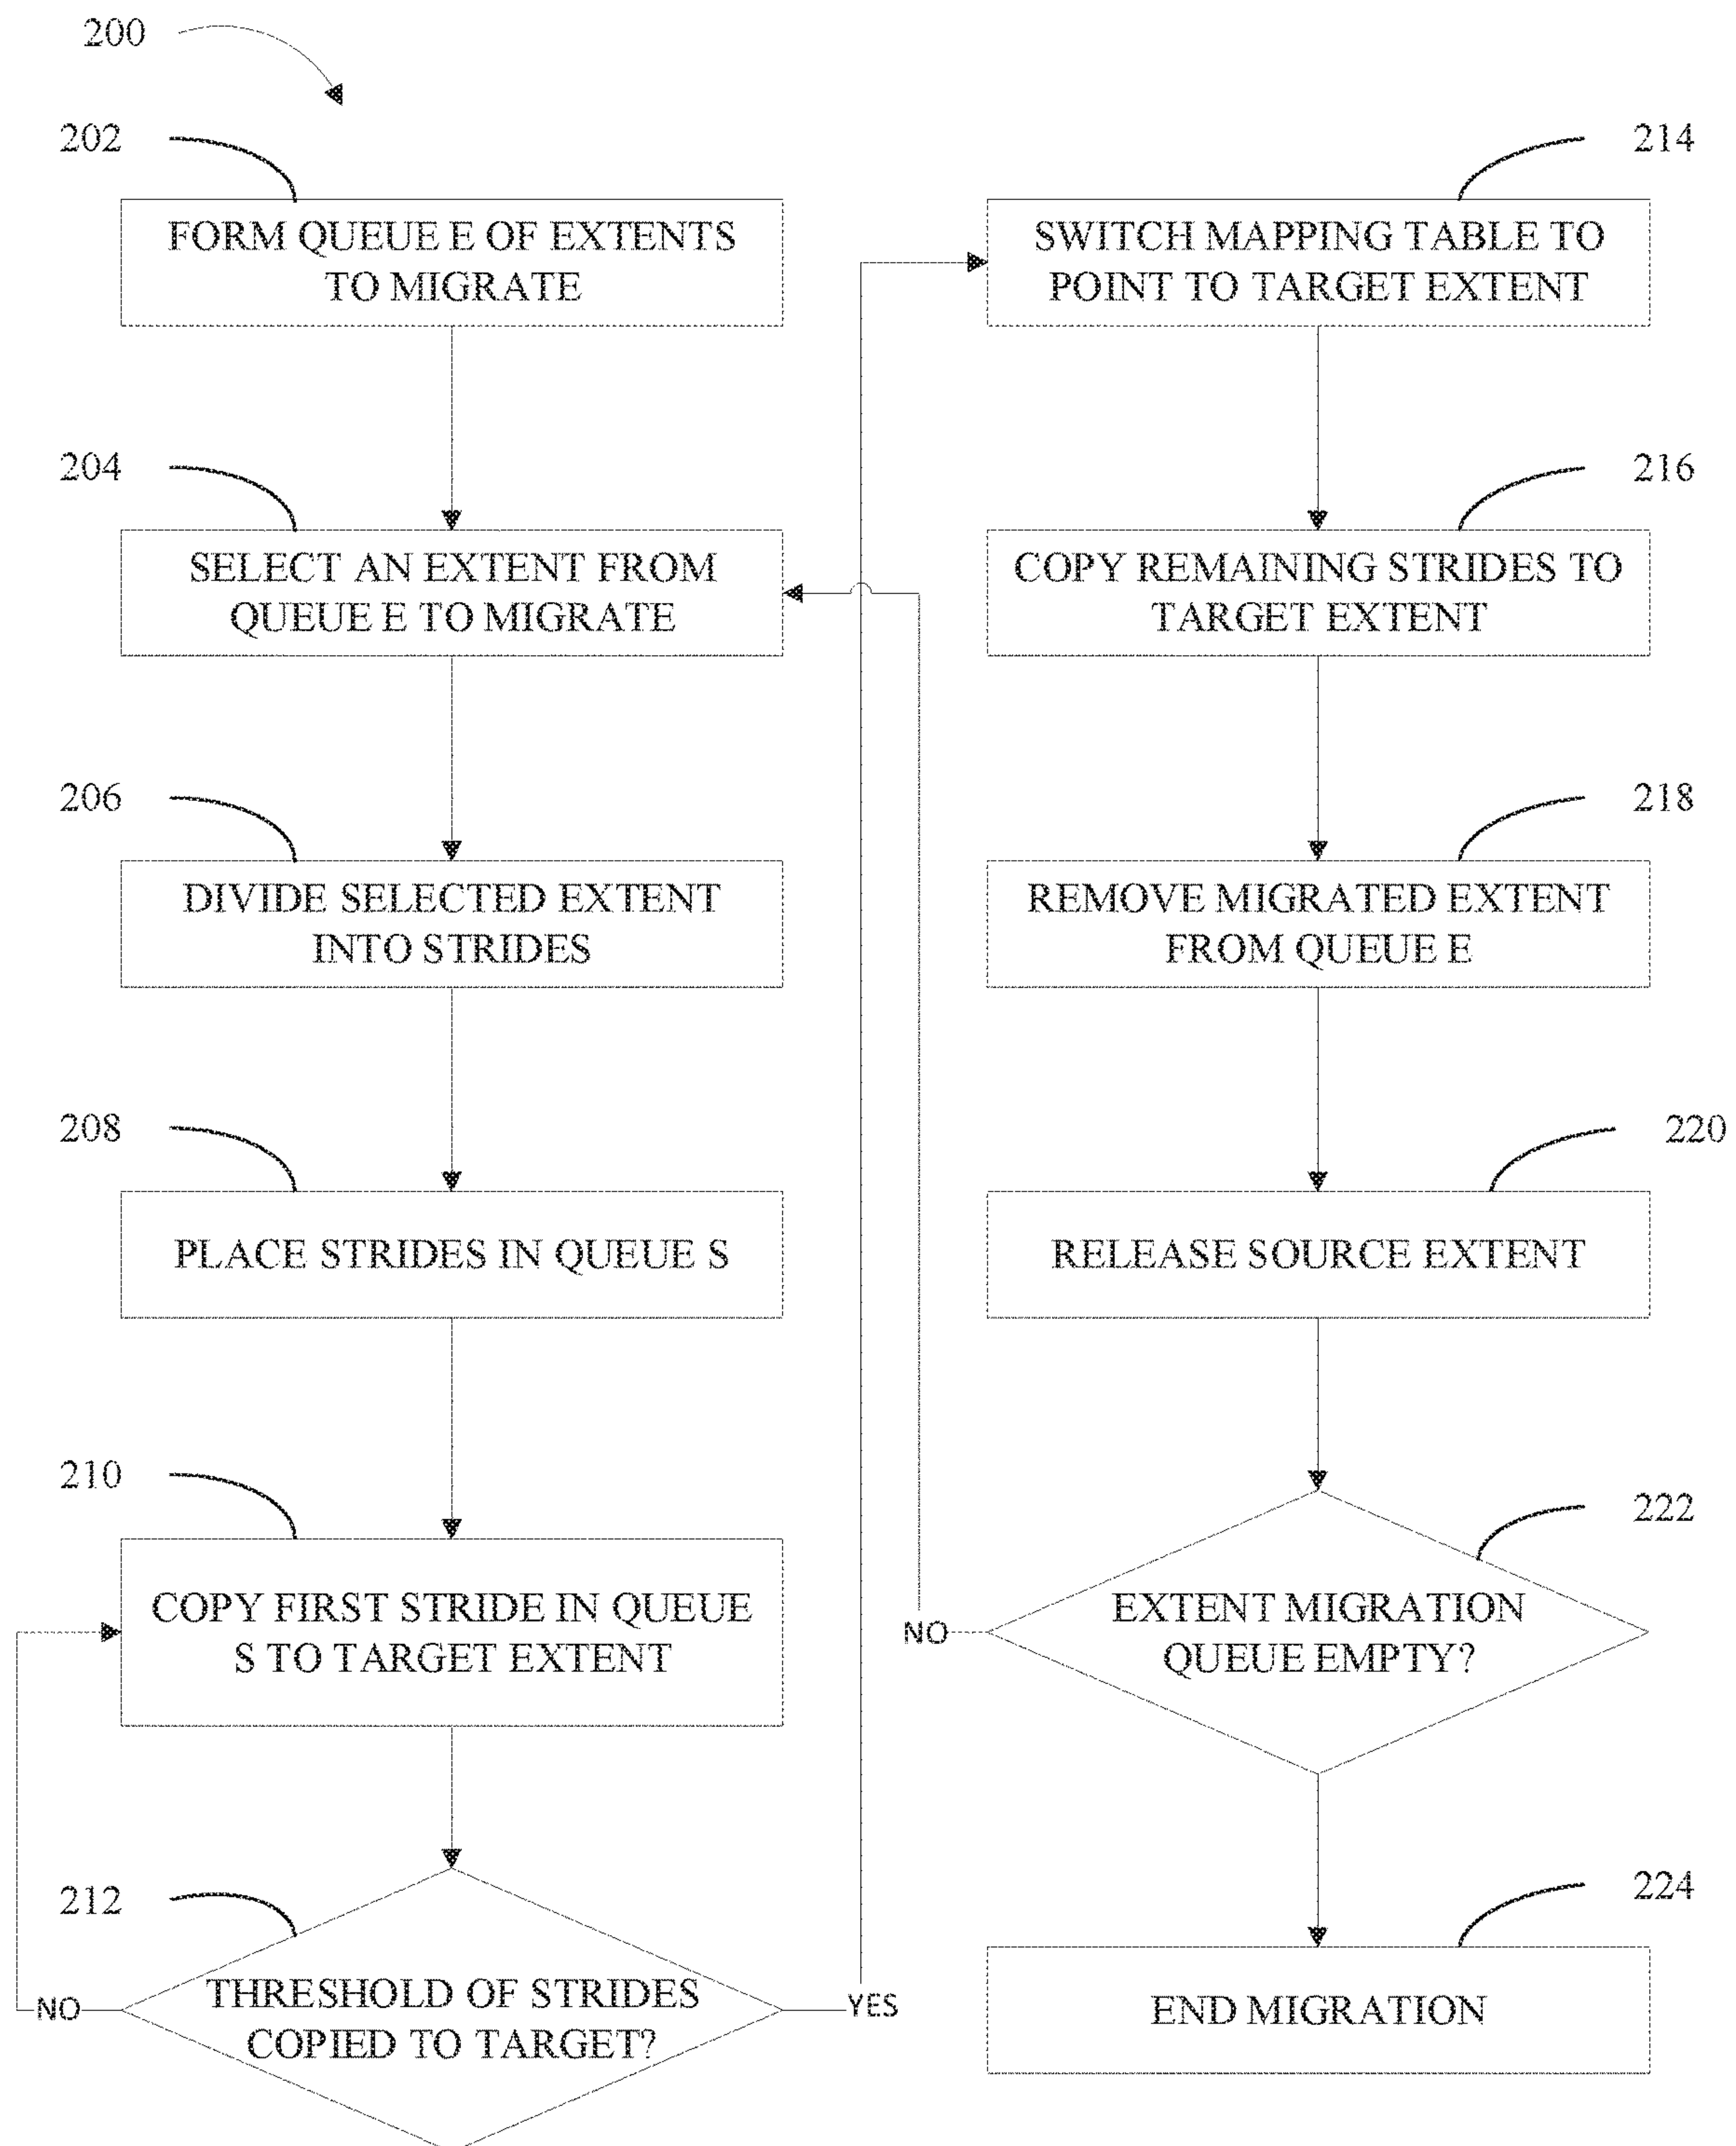 200
202
FORM QUEUE E OF EXTENTS
TO MIGRATE
204
SELECT AN EXTENT FROM
QUEUE E TO MIGRATE
206
DIVIDE SELECTED EXTENT
INTO STRIDES
208
PLACE STRIDES IN QUEUE S
210
COPY FIRST STRIDE IN QUEUE
S TO TARGET EXTENT
212
THRESHOLD OF STRIDES
COPIED TO TARGET?
NO
YES
214
SWITCH MAPPING TABLE TO
POINT TO TARGET EXTENT
216
COPY REMAINING STRIDES TO
TARGET EXTENT
218
REMOVE MIGRATED EXTENT
FROM QUEUE E
220
RELEASE SOURCE EXTENT
222
EXTENT MIGRATION
QUEUE EMPTY?
NO
224
END MIGRATION